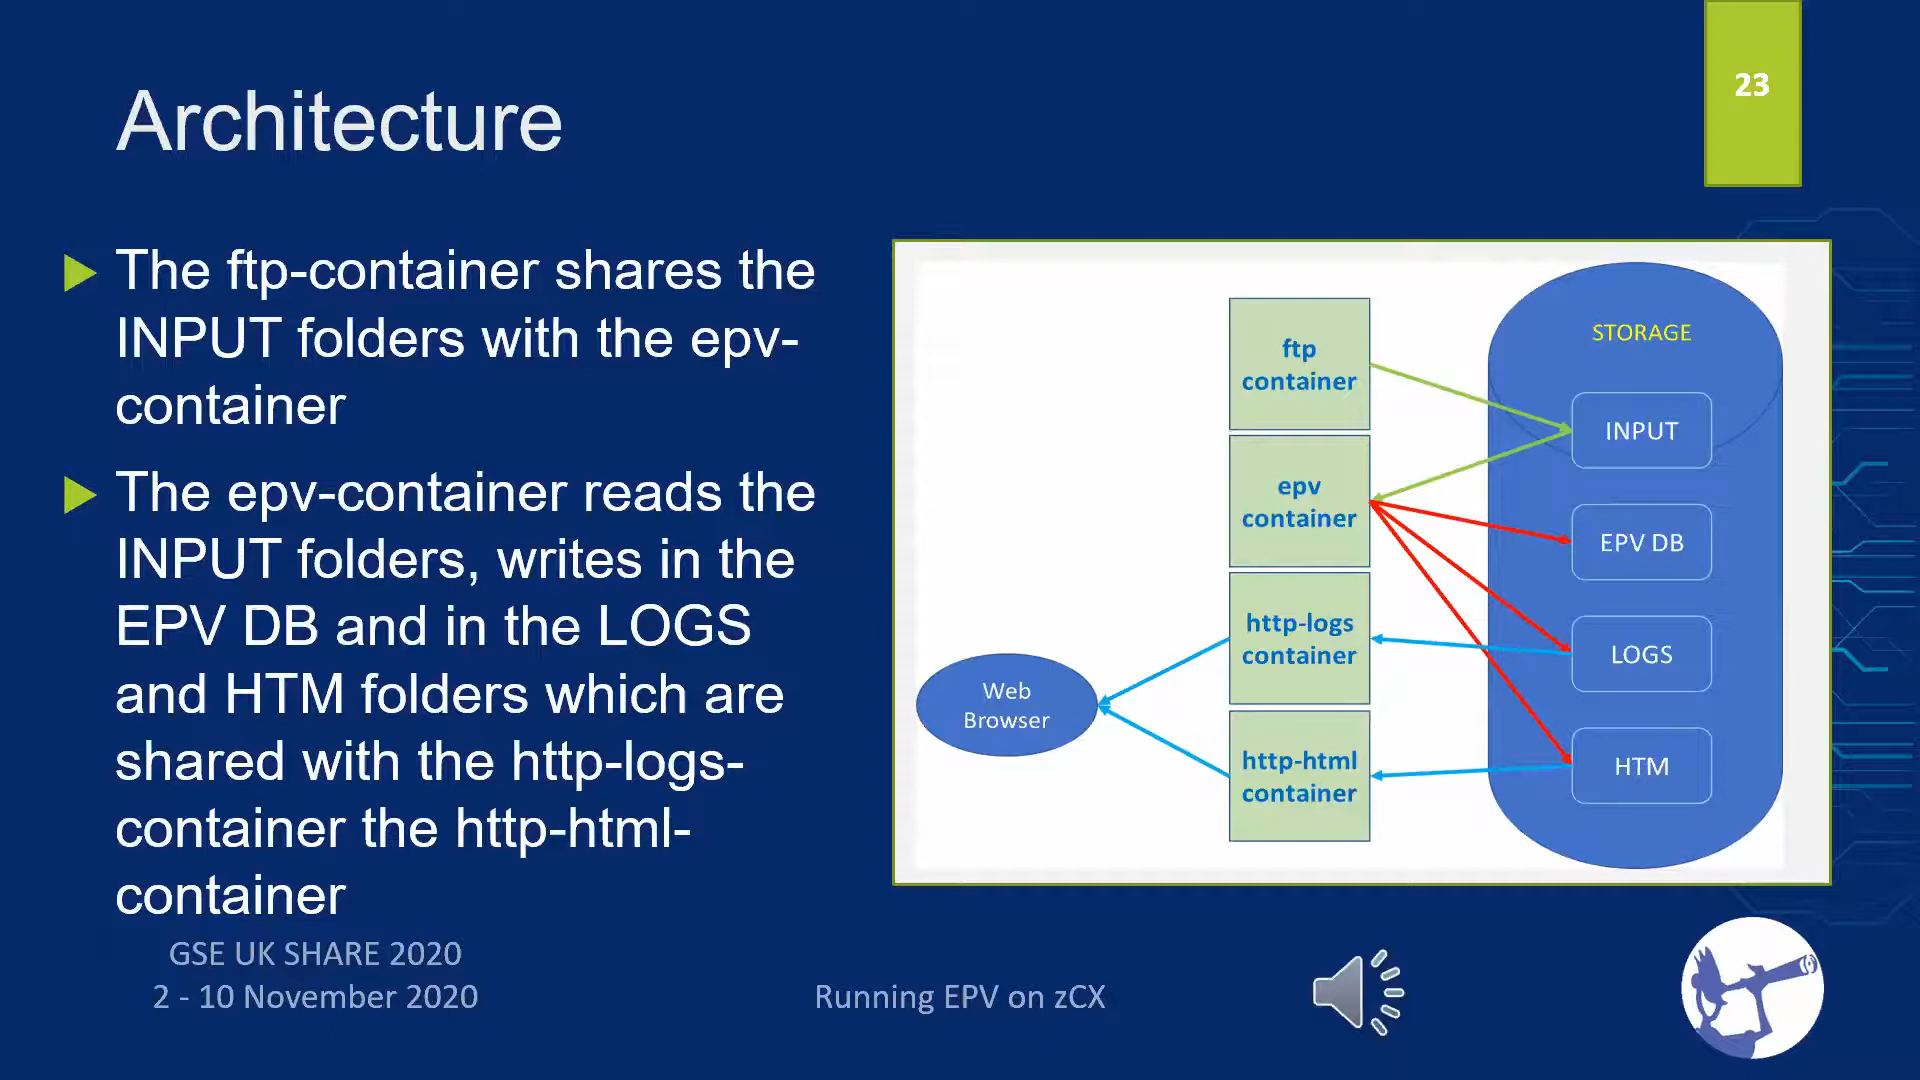 Architecture
23
The ftp-container shares the
INPUT folders with the epv-
container
The epv-container reads the
INPUT folders, writes in the
EPV DB and in the LOGS
and HTM folders which are
shared with the http-logs-
container the http-html-
container
ftp
container
epv
container
http-logs
container
http-html
container
Web
Browser
STORAGE
INPUT
EPV DB
LOGS
HTM
GSE UK SHARE 2020
2 - 10 November 2020
Running EPV on zCX